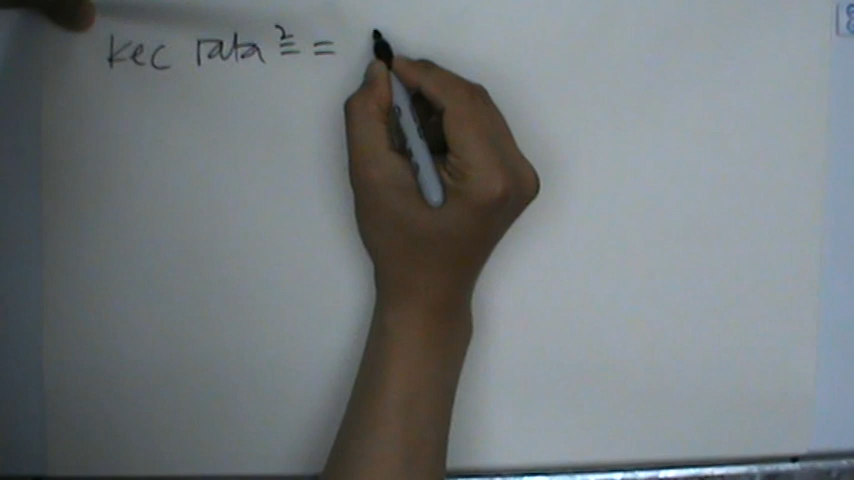 kec rata² =